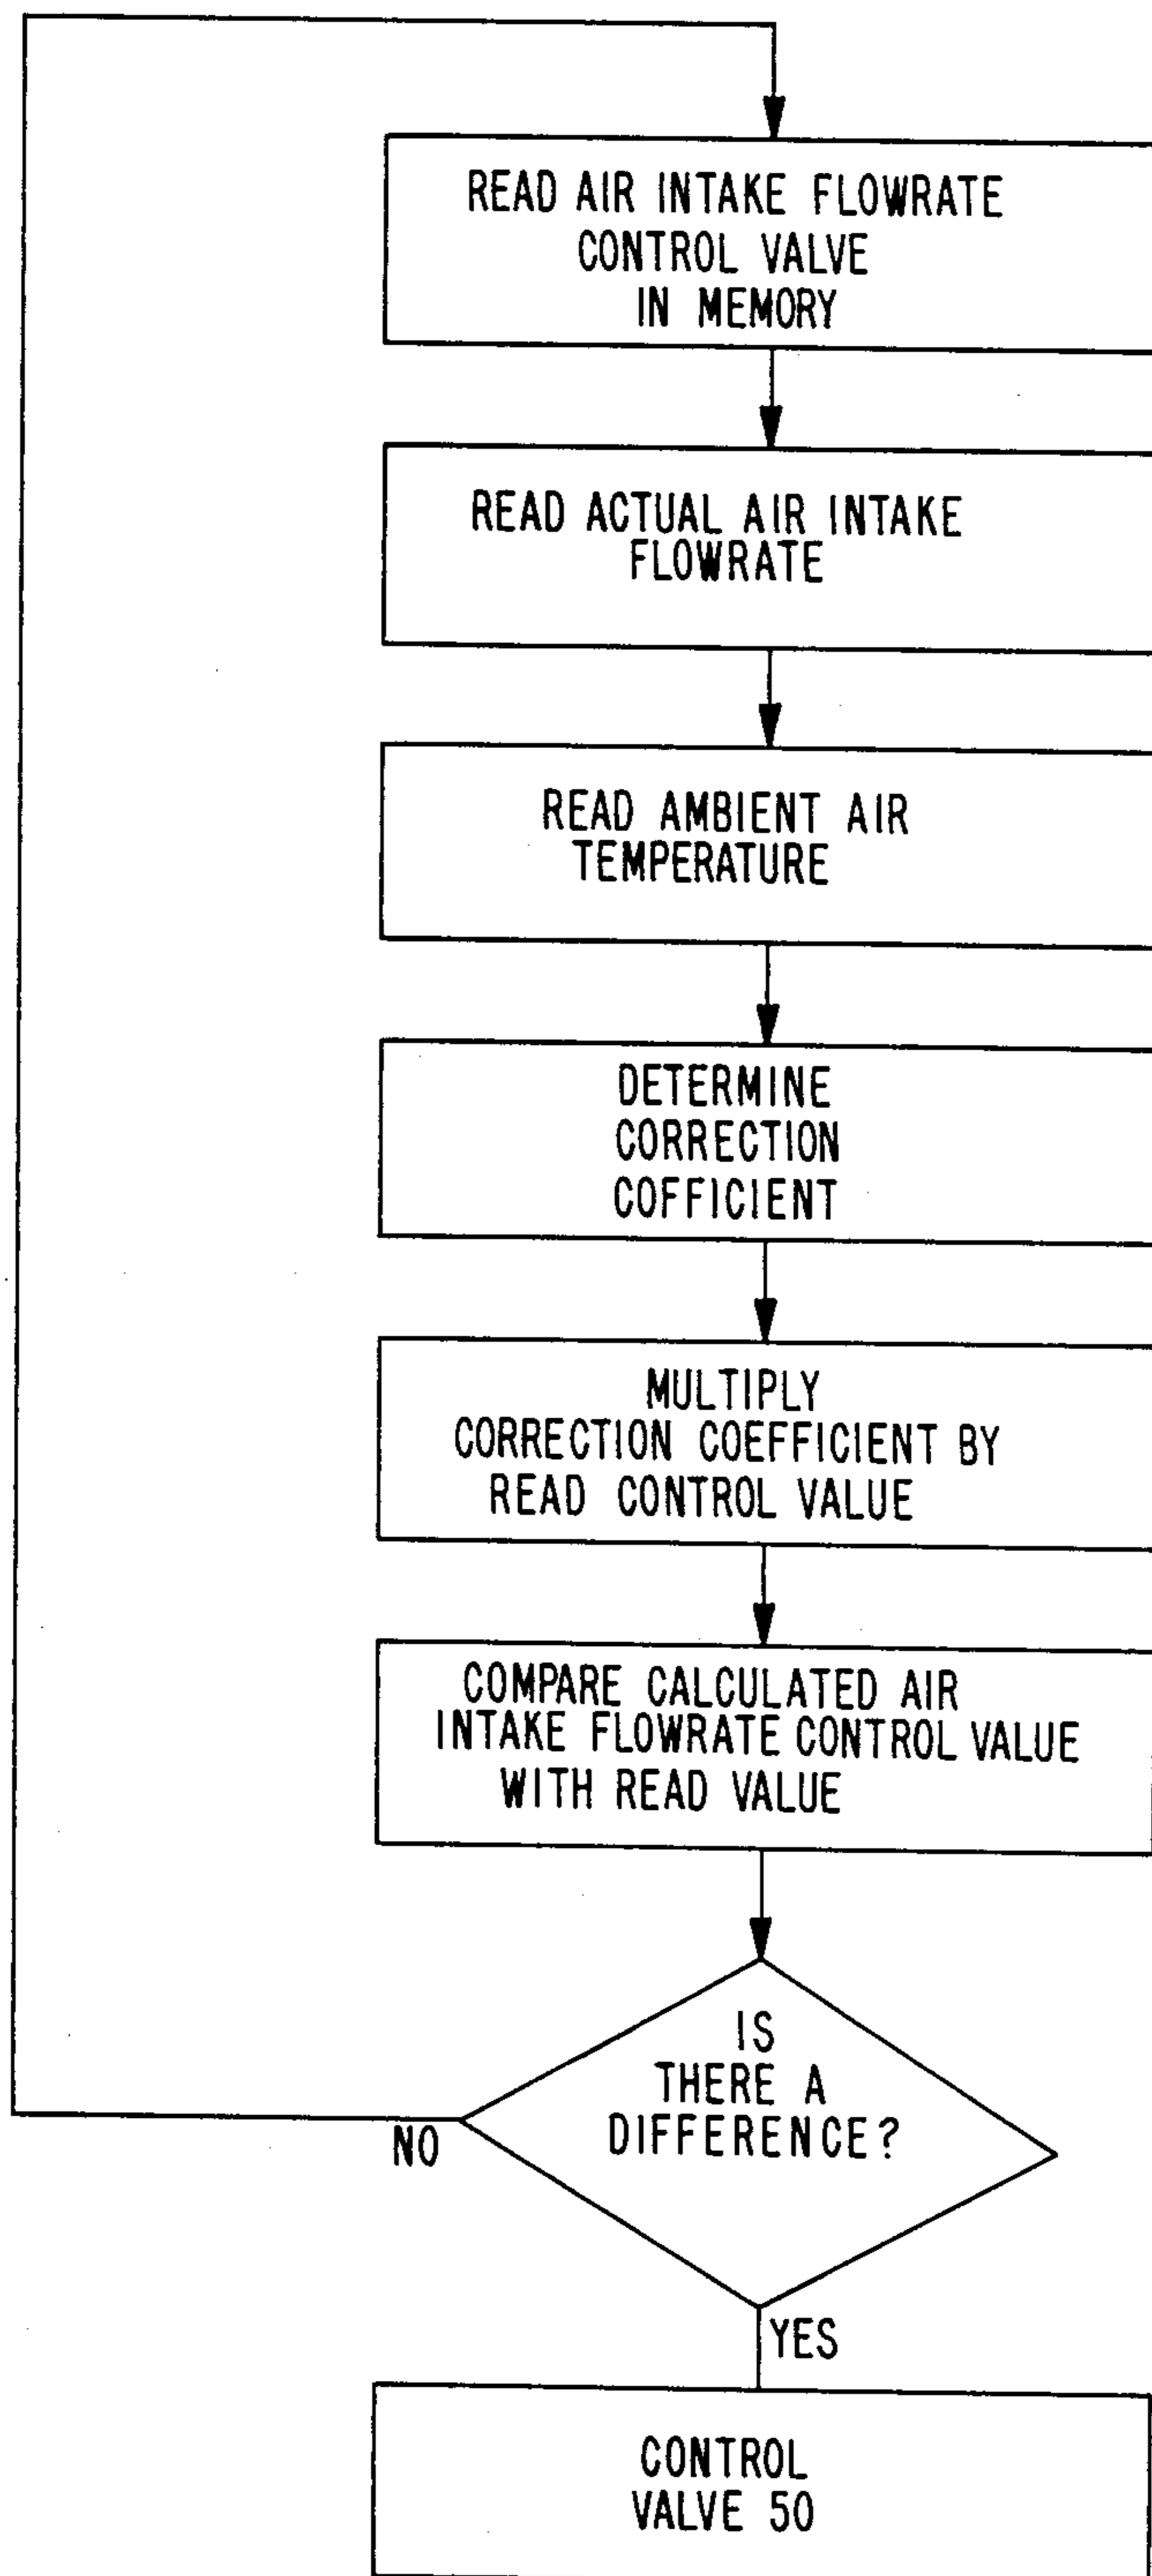 READ AIR INTAKE FLOWRATE
CONTROL VALVE
IN MEMORY
READ ACTUAL AIR INTAKE
FLOWRATE
READ AMBIENT AIR
TEMPERATURE
DETERMINE
CORRECTION
COFFICIENT
MULTIPLY
CORRECTION COEFFICIENT BY
READ CONTROL VALUE
COMPARE CALCULATED AIR
INTAKE FLOWRATE CONTROL VALUE
WITH READ VALUE
IS
THERE A
DIFFERENCE?
NO
YES
CONTROL
VALVE 50